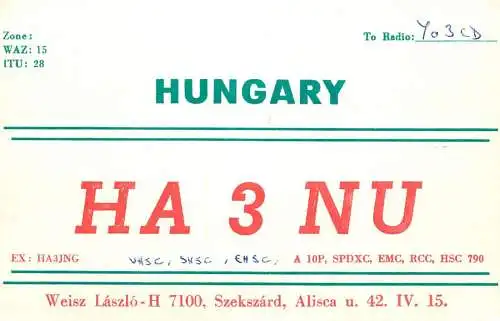 Zone:
WAZ: 15
ITU: 28
To Radio: YO3CD
HUNGARY
HA 3 NU
EX: HA3JNG VHSC, SHSC, EHSC, A 10P, SPDXC, EMC, RCC, HSC 790
Weisz László-H 7100, Szekszárd, Alisca u. 42. IV. 15.